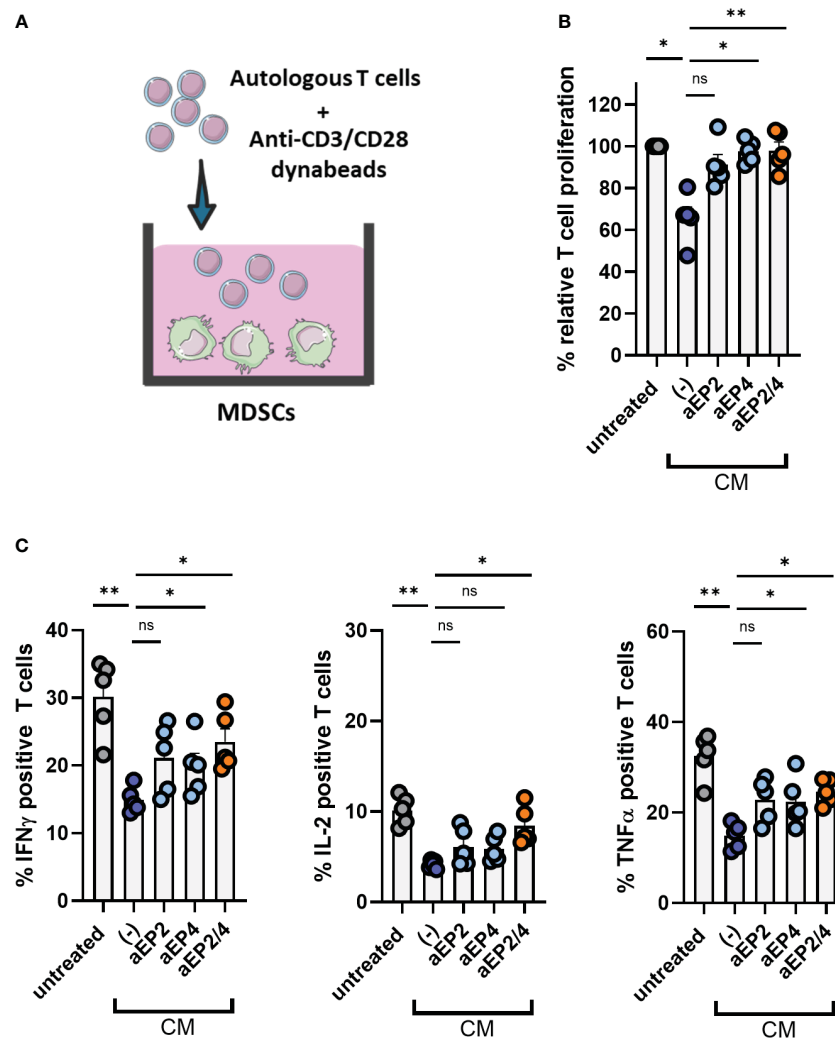 A
Autologous T cells
+
Anti-CD3/CD28
dynabeads
MDSCs
B
**
*
*
ns
% relative T cell proliferation
120
100
80
60
40
20
0
untreated
(-)
aEP2
aEP4
aEP2/4
CM
C
*
**
*
ns
% IFNγ positive T cells
40
30
20
10
0
untreated
(-)
aEP2
aEP4
aEP2/4
CM
*
**
ns
ns
% IL-2 positive T cells
30
20
10
0
untreated
(-)
aEP2
aEP4
aEP2/4
CM
*
**
*
ns
% TNFα positive T cells
60
40
20
0
untreated
(-)
aEP2
aEP4
aEP2/4
CM